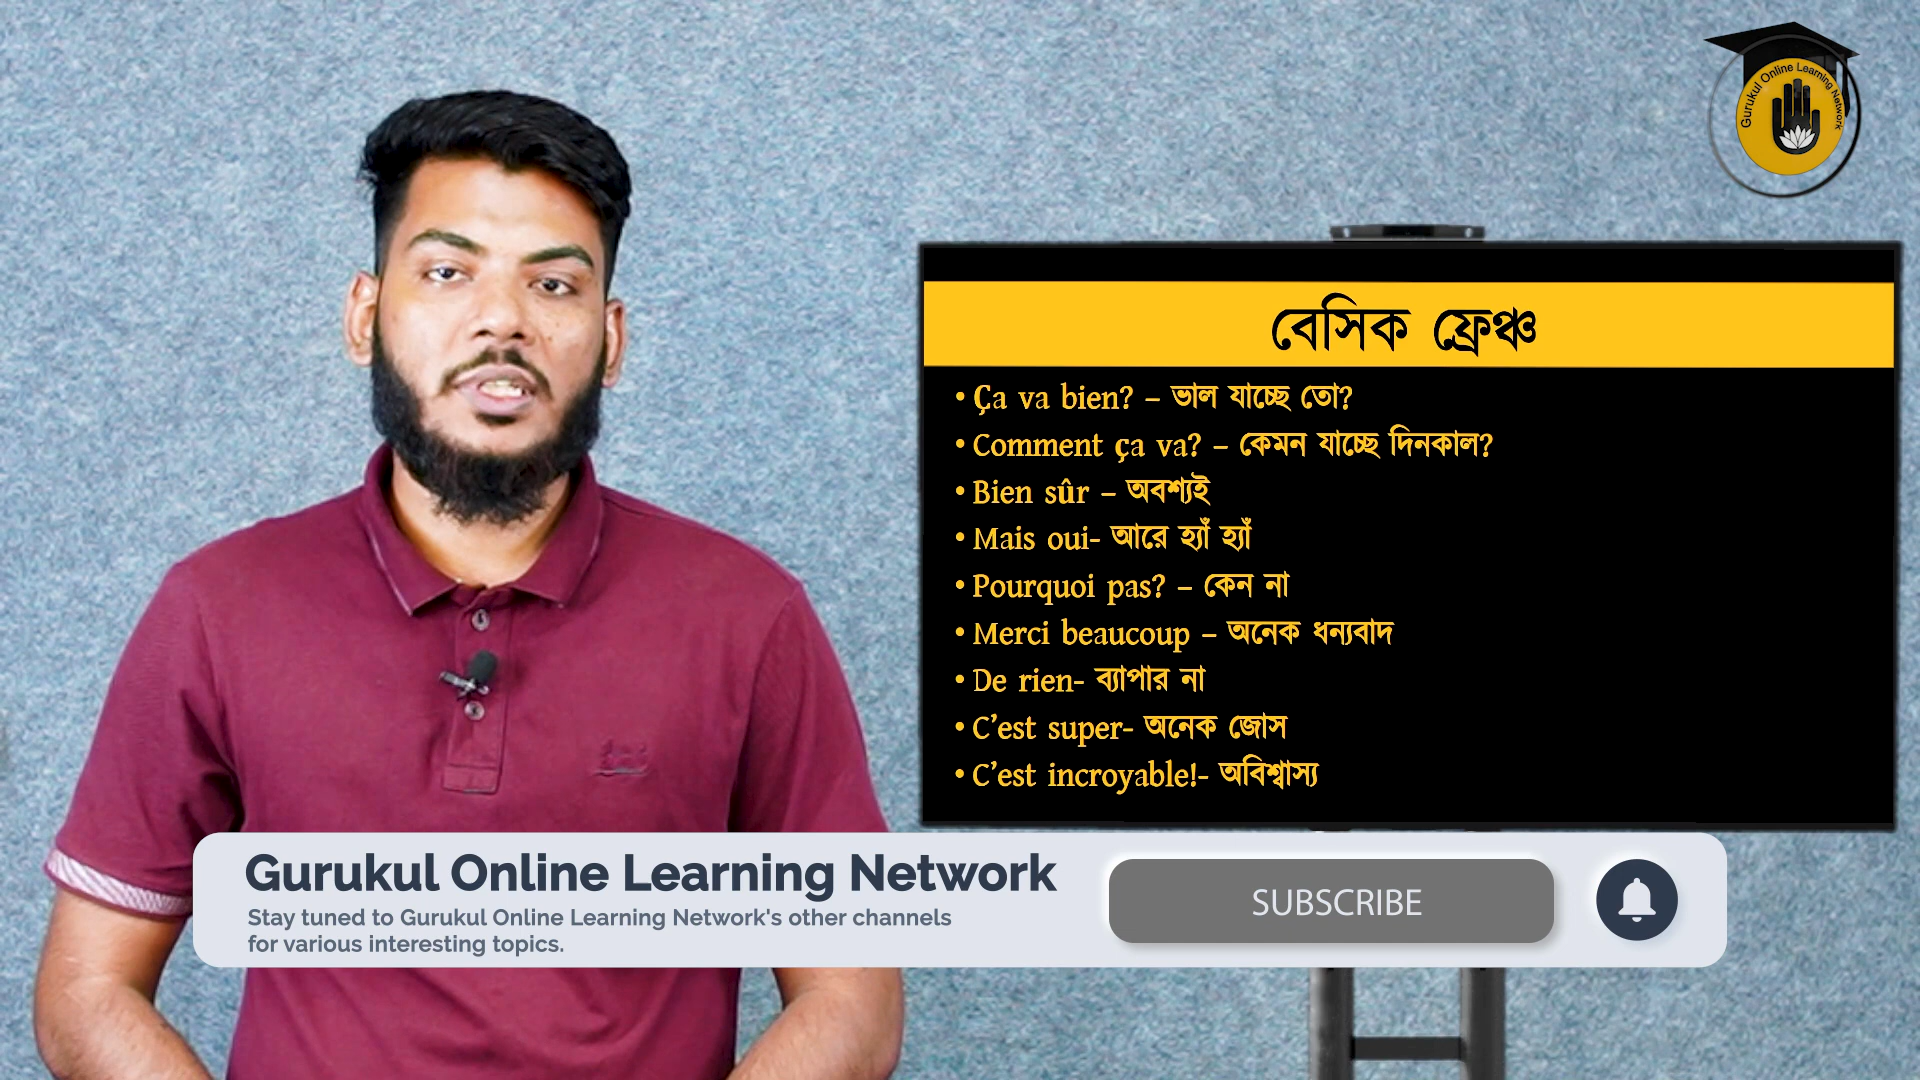 Gurukul Online Learning Network
বেসিক ফ্রেঞ্চ
• Ça va bien? – ভাল যাচ্ছে তো?
• Comment ça va? – কেমন যাচ্ছে দিনকাল?
• Bien sûr – অবশ্যই
• Mais oui- আরে হ্যাঁ হ্যাঁ
• Pourquoi pas? – কেন না
• Merci beaucoup – অনেক ধন্যবাদ
• De rien- ব্যাপার না
• C'est super- অনেক জোস
• C'est incroyable!- অবিশ্বাস্য
Gurukul Online Learning Network
Stay tuned to Gurukul Online Learning Network's other channels
for various interesting topics.
SUBSCRIBE